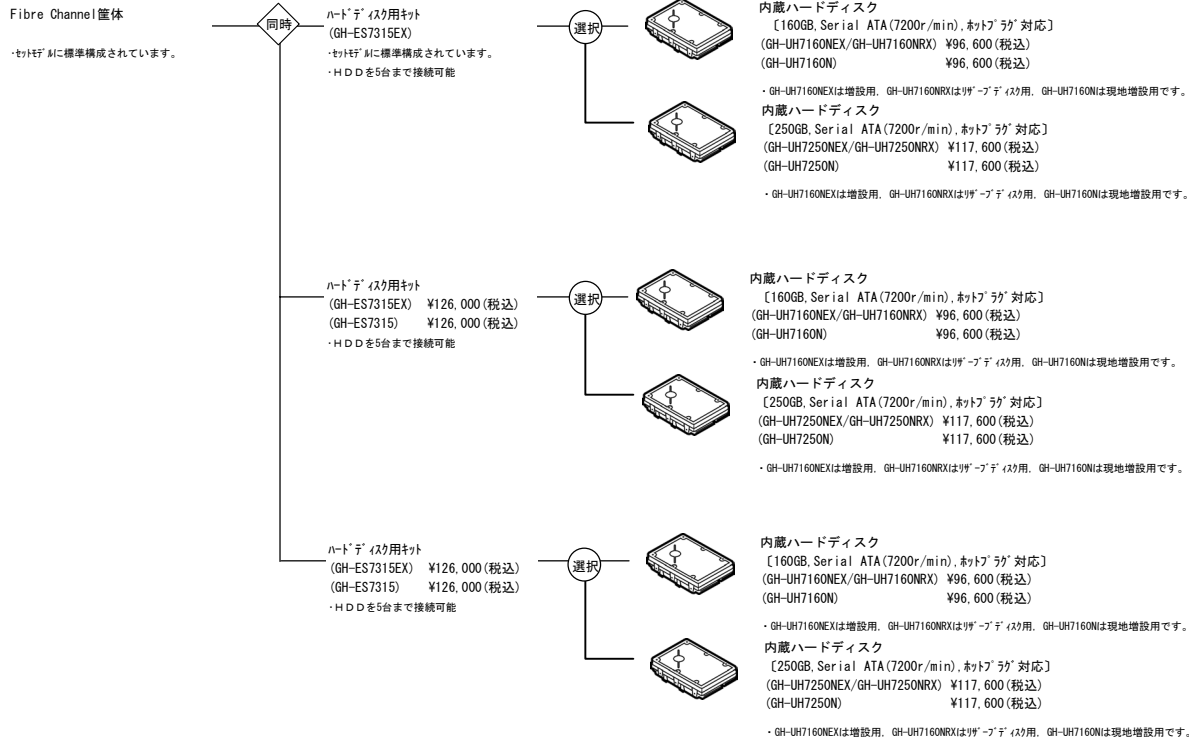 Fibre Channel筐体
・ｾｯﾄﾓﾃﾞﾙに標準構成されています。
同時
ﾊｰﾄﾞﾃﾞｨｽｸ用ｷｯﾄ
(GH-ES7315EX)
・ｾｯﾄﾓﾃﾞﾙに標準構成されています。
・ＨＤＤを5台まで接続可能
選択
内蔵ハードディスク
〔160GB,Serial ATA(7200r/min),ﾎｯﾄﾌﾟﾗｸﾞ対応〕
(GH-UH7160NEX/GH-UH7160NRX) ¥96,600(税込)
(GH-UH7160N) ¥96,600(税込)
・GH-UH7160NEXは増設用, GH-UH7160NRXはﾘｻﾞｰﾌﾞﾃﾞｨｽｸ用, GH-UH7160Nは現地増設用です。
内蔵ハードディスク
〔250GB,Serial ATA(7200r/min),ﾎｯﾄﾌﾟﾗｸﾞ対応〕
(GH-UH7250NEX/GH-UH7250NRX) ¥117,600(税込)
(GH-UH7250N) ¥117,600(税込)
・GH-UH7160NEXは増設用, GH-UH7160NRXはﾘｻﾞｰﾌﾞﾃﾞｨｽｸ用, GH-UH7160Nは現地増設用です。
ﾊｰﾄﾞﾃﾞｨｽｸ用ｷｯﾄ
(GH-ES7315EX) ¥126,000(税込)
(GH-ES7315) ¥126,000(税込)
・ＨＤＤを5台まで接続可能
選択
内蔵ハードディスク
〔160GB,Serial ATA(7200r/min),ﾎｯﾄﾌﾟﾗｸﾞ対応〕
(GH-UH7160NEX/GH-UH7160NRX) ¥96,600(税込)
(GH-UH7160N) ¥96,600(税込)
・GH-UH7160NEXは増設用, GH-UH7160NRXはﾘｻﾞｰﾌﾞﾃﾞｨｽｸ用, GH-UH7160Nは現地増設用です。
内蔵ハードディスク
〔250GB,Serial ATA(7200r/min),ﾎｯﾄﾌﾟﾗｸﾞ対応〕
(GH-UH7250NEX/GH-UH7250NRX) ¥117,600(税込)
(GH-UH7250N) ¥117,600(税込)
・GH-UH7160NEXは増設用, GH-UH7160NRXはﾘｻﾞｰﾌﾞﾃﾞｨｽｸ用, GH-UH7160Nは現地増設用です。
ﾊｰﾄﾞﾃﾞｨｽｸ用ｷｯﾄ
(GH-ES7315EX) ¥126,000(税込)
(GH-ES7315) ¥126,000(税込)
・ＨＤＤを5台まで接続可能
選択
内蔵ハードディスク
〔160GB,Serial ATA(7200r/min),ﾎｯﾄﾌﾟﾗｸﾞ対応〕
(GH-UH7160NEX/GH-UH7160NRX) ¥96,600(税込)
(GH-UH7160N) ¥96,600(税込)
・GH-UH7160NEXは増設用, GH-UH7160NRXはﾘｻﾞｰﾌﾞﾃﾞｨｽｸ用, GH-UH7160Nは現地増設用です。
内蔵ハードディスク
〔250GB,Serial ATA(7200r/min),ﾎｯﾄﾌﾟﾗｸﾞ対応〕
(GH-UH7250NEX/GH-UH7250NRX) ¥117,600(税込)
(GH-UH7250N) ¥117,600(税込)
・GH-UH7160NEXは増設用, GH-UH7160NRXはﾘｻﾞｰﾌﾞﾃﾞｨｽｸ用, GH-UH7160Nは現地増設用です。